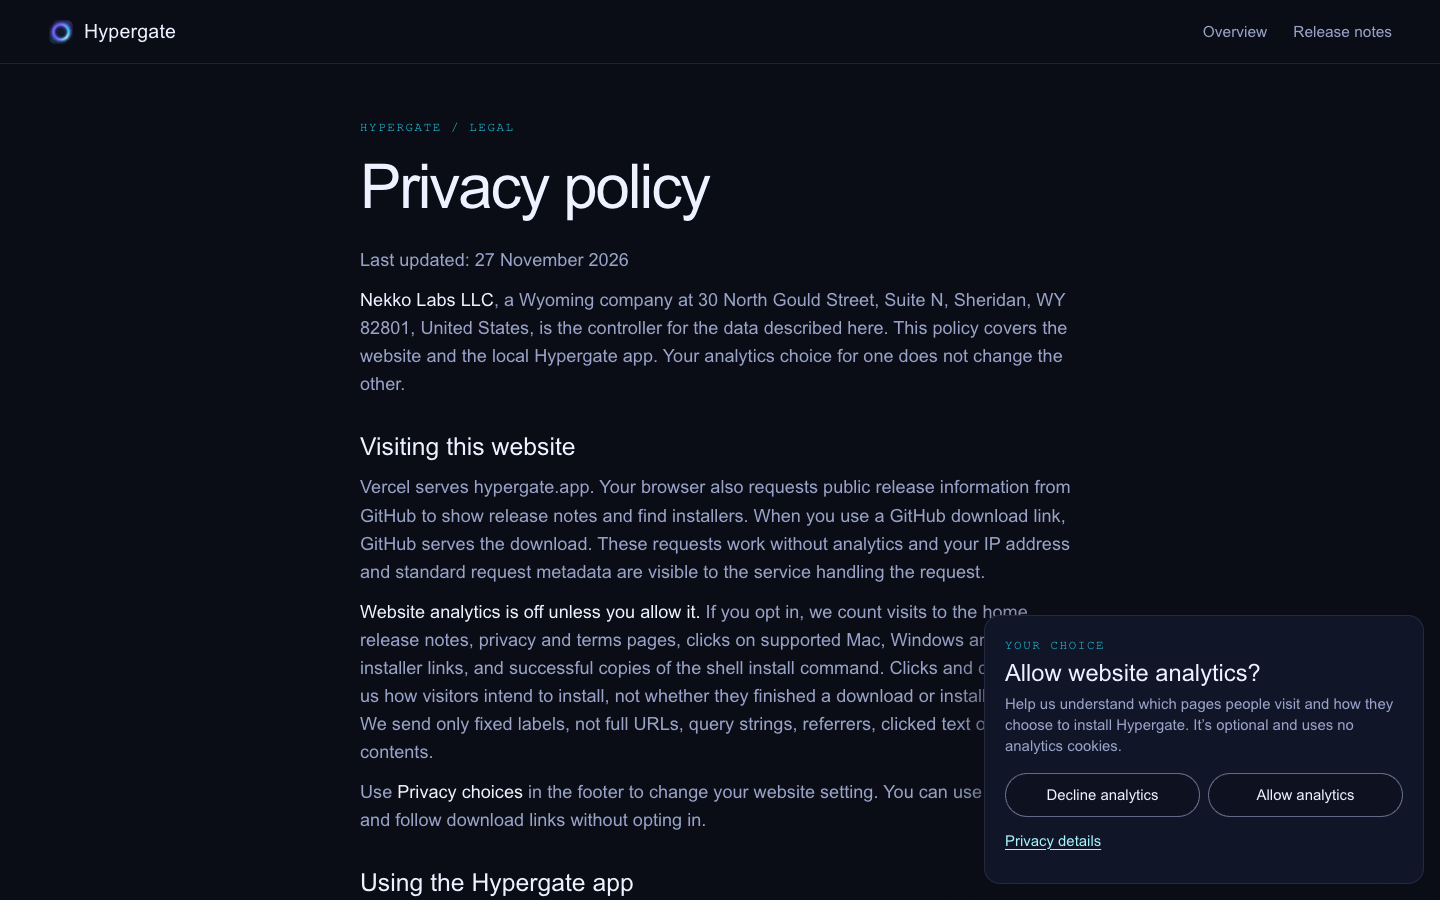 Hypergate
Overview
Release notes
HYPERGATE / LEGAL
Privacy policy
Last updated: 27 November 2026
Nekko Labs LLC, a Wyoming company at 30 North Gould Street, Suite N, Sheridan, WY
82801, United States, is the controller for the data described here. This policy covers the
website and the local Hypergate app. Your analytics choice for one does not change the
other.
Visiting this website
Vercel serves hypergate.app. Your browser also requests public release information from
GitHub to show release notes and find installers. When you use a GitHub download link,
GitHub serves the download. These requests work without analytics and your IP address
and standard request metadata are visible to the service handling the request.
Website analytics is off unless you allow it. If you opt in, we count visits to the home,
release notes, privacy and terms pages, clicks on supported Mac, Windows
installer links, and successful copies of the shell install command. Clicks and
us how visitors intend to install, not whether they finished a download or
We send only fixed labels, not full URLs, query strings, referrers, clicked text
contents.
Use Privacy choices in the footer to change your website setting. You can use
and follow download links without opting in.
Using the Hypergate app
YOUR CHOICE
Allow website analytics?
Help us understand which pages people visit and how they
choose to install Hypergate. It's optional and uses no
analytics cookies.
Decline analytics
Allow analytics
Privacy details